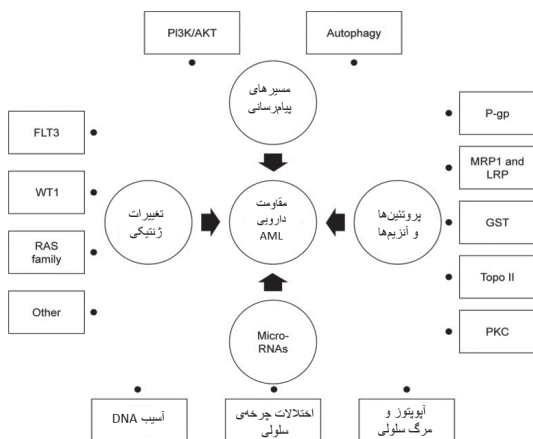 PI3K/AKT
Autophagy
مسیرهای
پیام‌رسانی
FLT3
WT1
RAS
family
Other
تغییرات
ژنتیکی
مقاومت
دارویی
AML
پروتئین‌ها
و آنزیم‌ها
P-gp
MRP1 and
LRP
GST
Topo II
PKC
Micro-
RNAs
آسیب DNA
اختلالات چرخه‌ی
سلولی
آپوپتوز و
مرگ سلولی